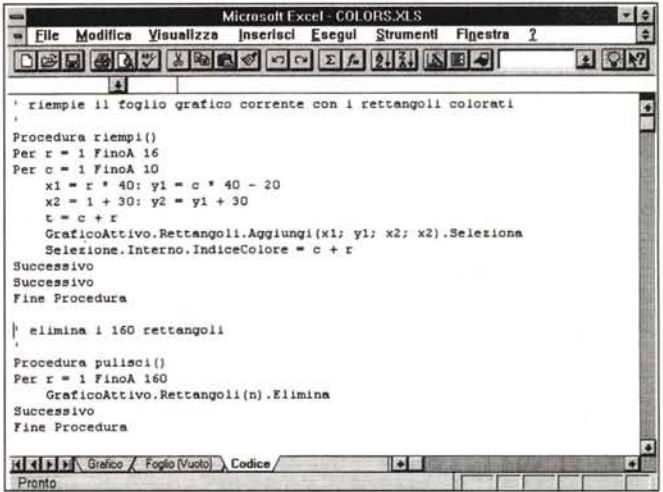 Microsoft Excel - COLORS.XLS
File Modifica Visualizza Inserisci Esegui Strumenti Finestra ?
' riempie il foglio grafico corrente con i rettangoli colorati
'
Procedura riempi()
Per r = 1 FinoA 16
Per c = 1 FinoA 10
x1 = r * 40: y1 = c * 40 - 20
x2 = 1 + 30: y2 = y1 + 30
t = c + r
GraficoAttivo.Rettangoli.Aggiungi(x1; y1; x2; x2).Seleziona
Selezione.Interno.IndiceColore = c + r
Successivo
Successivo
Fine Procedura
' elimina i 160 rettangoli
'
Procedura pulisci()
Per r = 1 FinoA 160
GraficoAttivo.Rettangoli(n).Elimina
Successivo
Fine Procedura
Grafico Foglio (Vuoto) Codice
Pronto